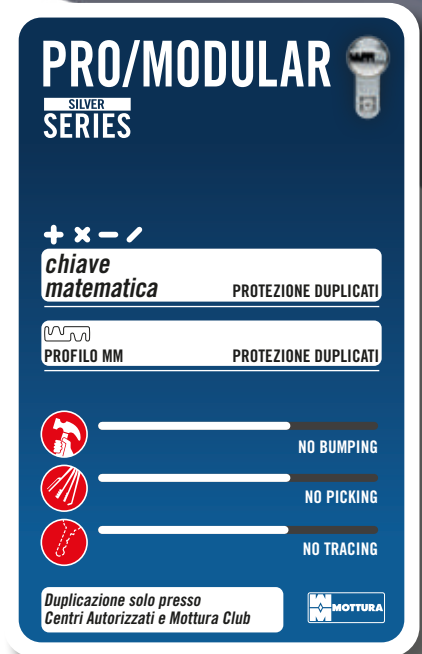 PRO/MODULAR
SILVER
SERIES
chiave
matematica
PROTEZIONE DUPLICATI
PROFILO MM
PROTEZIONE DUPLICATI
NO BUMPING
NO PICKING
NO TRACING
Duplicazione solo presso
Centri Autorizzati e Mottura Club
MOTTURA